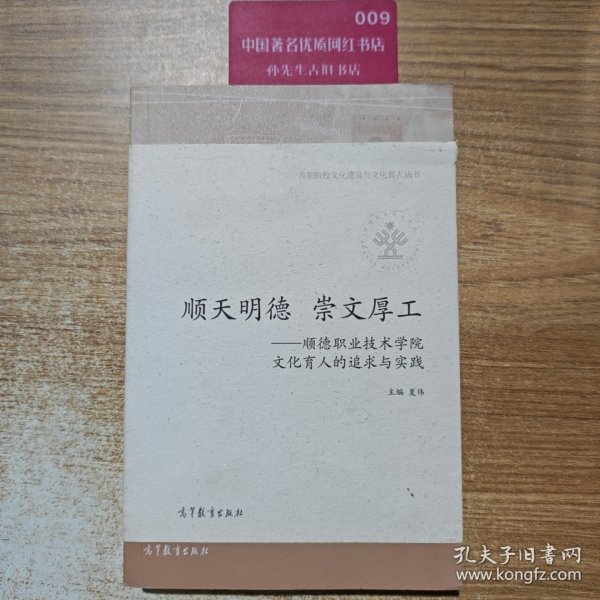 009
中国著名优质网红书店
孙先生古旧书店
高职院校文化建设与文化育人丛书
顺天明德 崇文厚工
——顺德职业技术学院
文化育人的追求与实践
主编 夏伟
高等教育出版社
高等教育出版社
孔夫子旧书网
www.kongfz.com